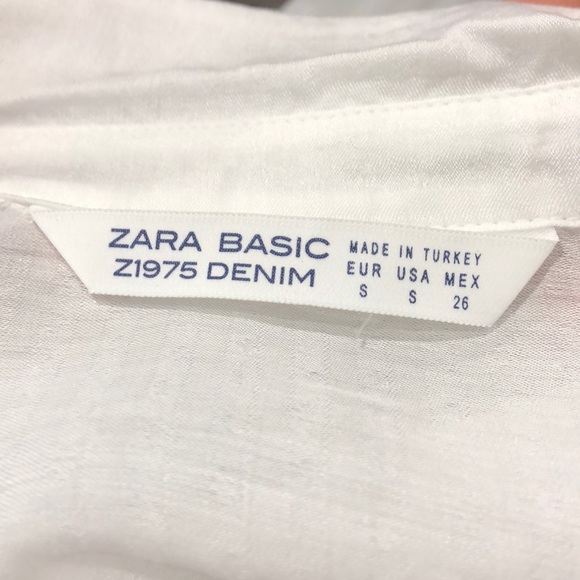 ZARA BASIC
Z1975 DENIM
MADE IN TURKEY
EUR USA MEX
S S 26